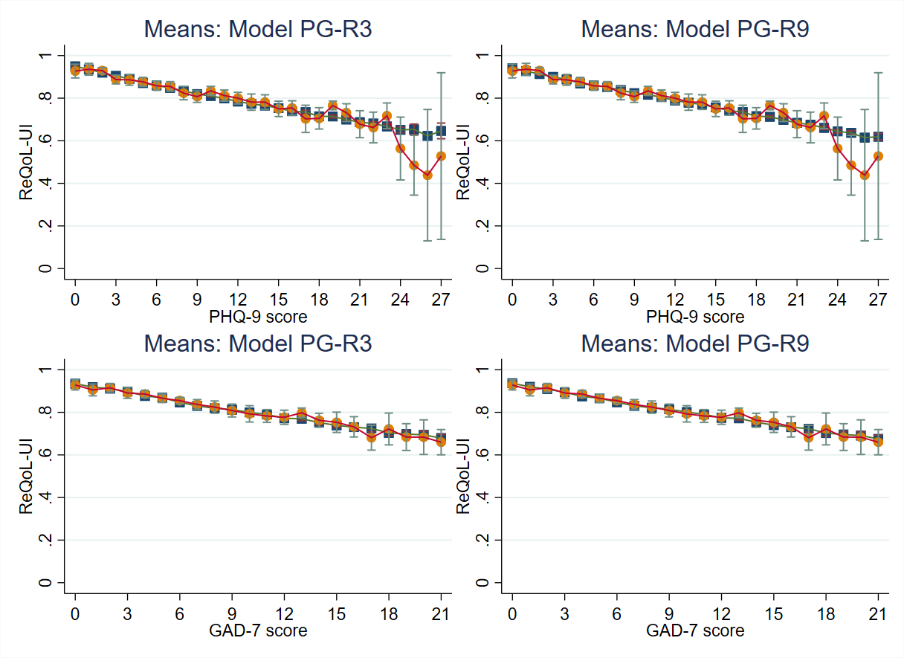 Means: Model PG-R3
ReQoL-UI
1
.8
.6
.4
.2
0
0 3 6 9 12 15 18 21 24 27
PHQ-9 score
Means: Model PG-R9
ReQoL-UI
1
.8
.6
.4
.2
0
0 3 6 9 12 15 18 21 24 27
PHQ-9 score
Means: Model PG-R3
ReQoL-UI
1
.8
.6
.4
.2
0
0 3 6 9 12 15 18 21
GAD-7 score
Means: Model PG-R9
ReQoL-UI
1
.8
.6
.4
.2
0
0 3 6 9 12 15 18 21
GAD-7 score